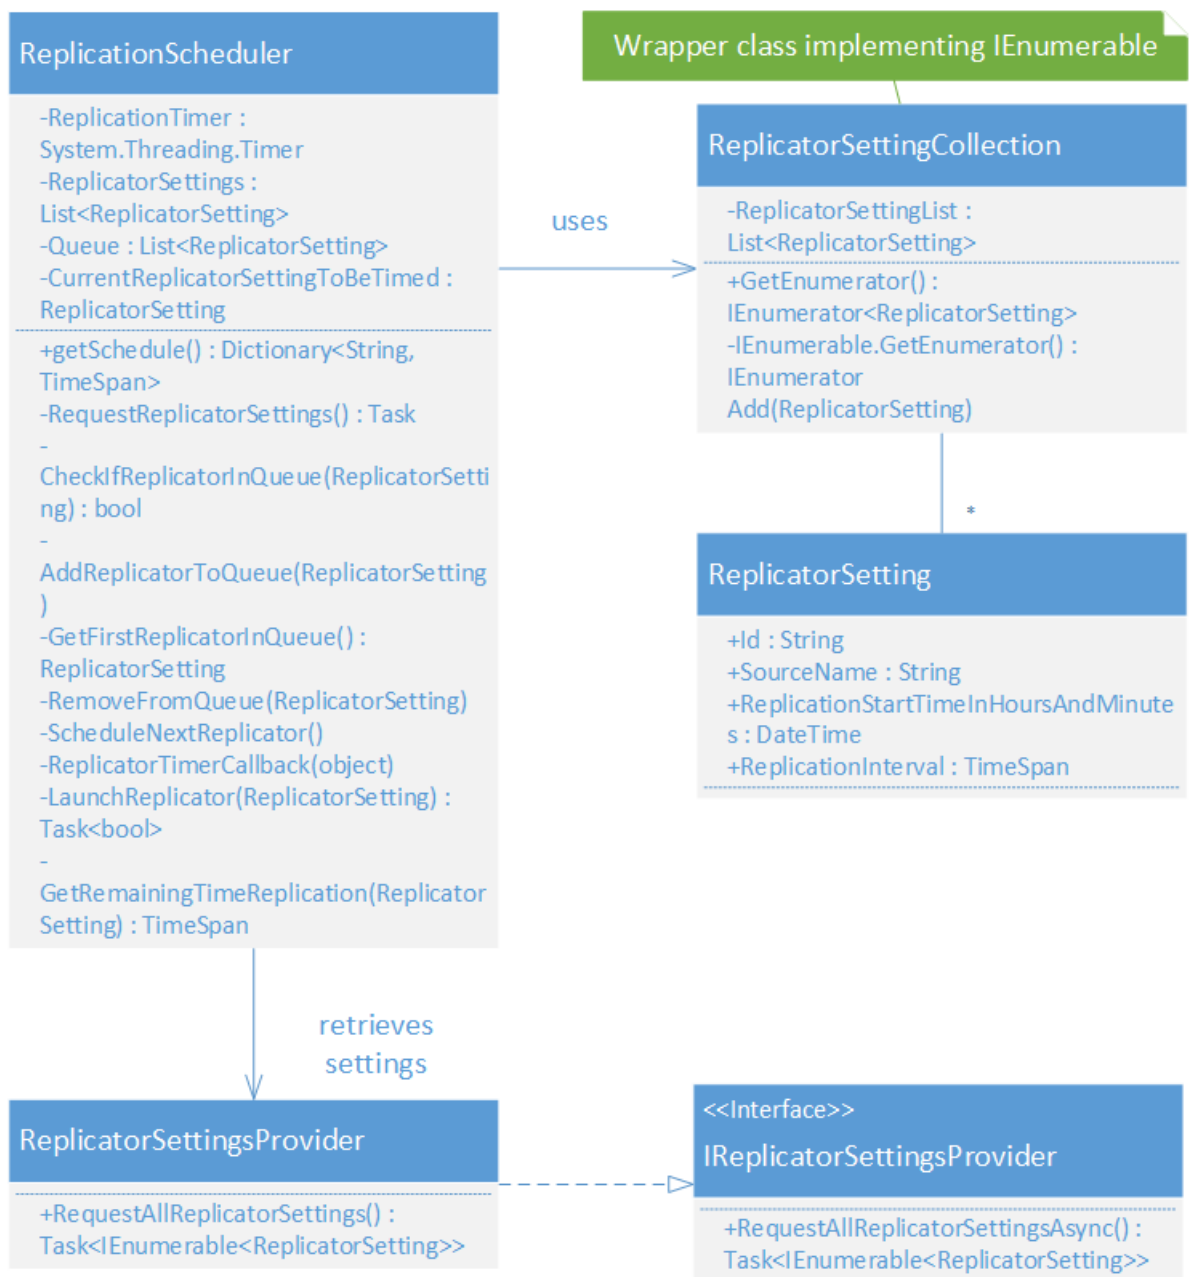 ReplicationScheduler
-ReplicationTimer :
System.Threading.Timer
-ReplicatorSettings :
List<ReplicatorSetting>
-Queue : List<ReplicatorSetting>
-CurrentReplicatorSettingToBeTimed :
ReplicatorSetting
+getSchedule() : Dictionary<String,
TimeSpan>
-RequestReplicatorSettings() : Task
-
CheckIfReplicatorInQueue(ReplicatorSetti
ng) : bool
-
AddReplicatorToQueue(ReplicatorSetting
)
-GetFirstReplicatorInQueue() :
ReplicatorSetting
-RemoveFromQueue(ReplicatorSetting)
-ScheduleNextReplicator()
-ReplicatorTimerCallback(object)
-LaunchReplicator(ReplicatorSetting) :
Task<bool>
-
GetRemainingTimeReplication(Replicator
Setting) : TimeSpan
uses
Wrapper class implementing IEnumerable
ReplicatorSettingCollection
-ReplicatorSettingList :
List<ReplicatorSetting>
+GetEnumerator() :
IEnumerator<ReplicatorSetting>
-IEnumerable.GetEnumerator() :
IEnumerator
Add(ReplicatorSetting)
*
ReplicatorSetting
+Id : String
+SourceName : String
+ReplicationStartTimeInHoursAndMinute
s : DateTime
+ReplicationInterval : TimeSpan
retrieves
settings
ReplicatorSettingsProvider
+RequestAllReplicatorSettings() :
Task<IEnumerable<ReplicatorSetting>>
<<Interface>>
IReplicatorSettingsProvider
+RequestAllReplicatorSettingsAsync() :
Task<IEnumerable<ReplicatorSetting>>